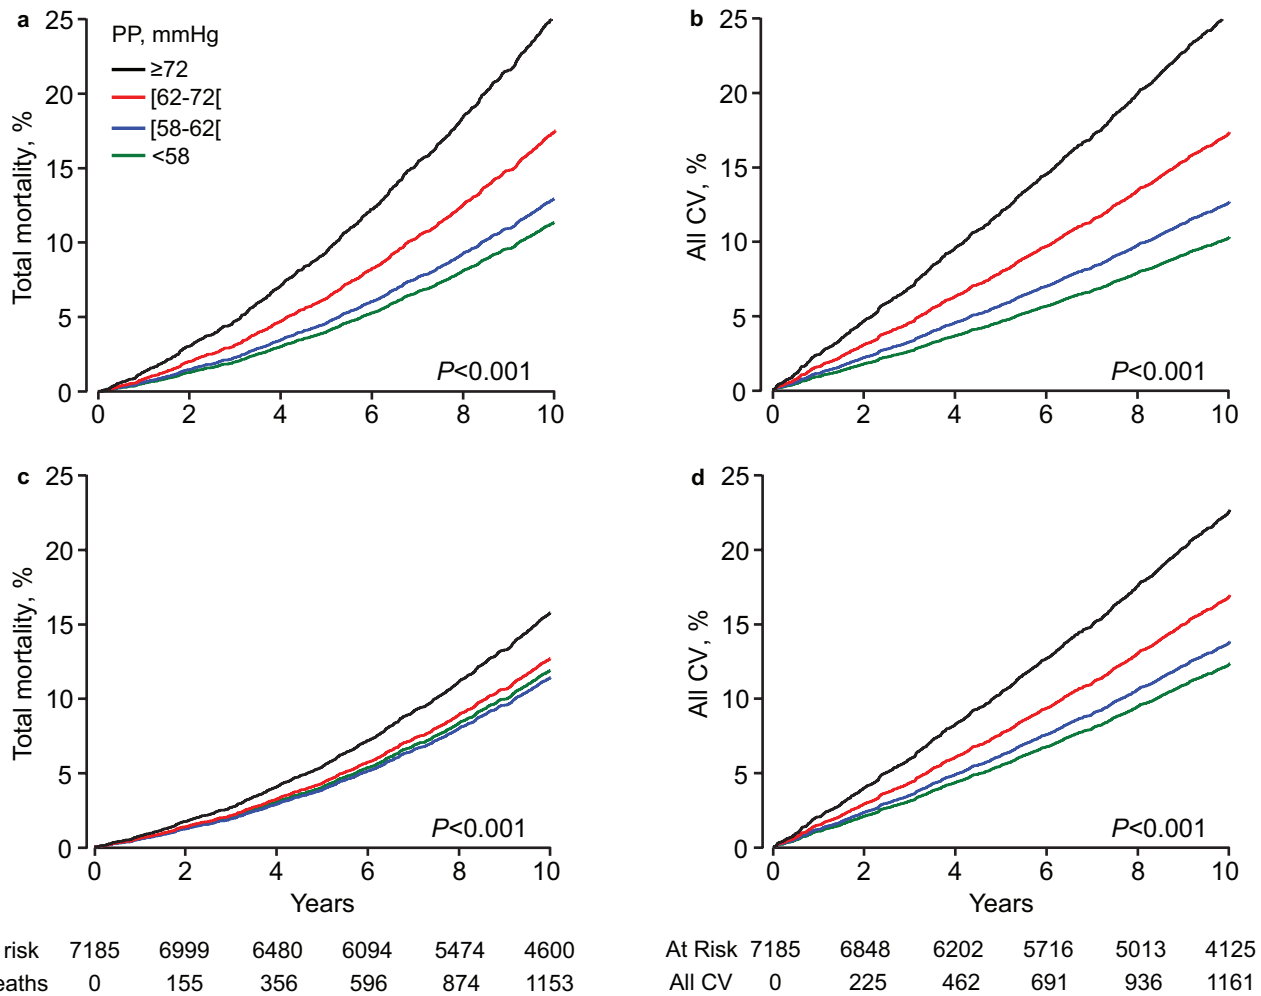 a
25
20
15
10
5
0
Total mortality, %
PP, mmHg
≥72
[62-72[
[58-62[
<58
P<0.001
0 2 4 6 8 10
b
25
20
15
10
5
0
All CV, %
P<0.001
0 2 4 6 8 10
c
25
20
15
10
5
0
Total mortality, %
P<0.001
0 2 4 6 8 10
Years
d
25
20
15
10
5
0
All CV, %
P<0.001
0 2 4 6 8 10
Years
risk 7185 6999 6480 6094 5474 4600
eaths 0 155 356 596 874 1153
At Risk 7185 6848 6202 5716 5013 4125
All CV 0 225 462 691 936 1161